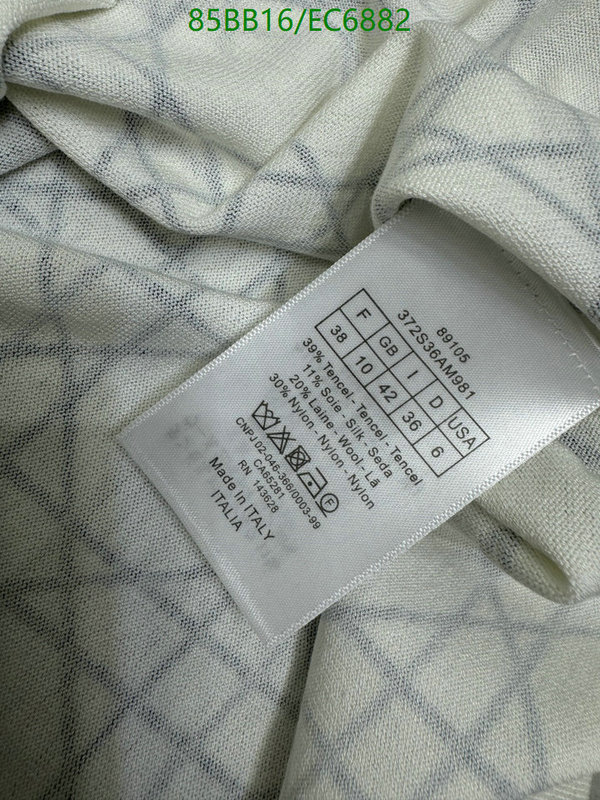 85BB16/EC6882
89105
372S36AM981
F GB I D USA
38 10 42 36 6
39% Tencel - Tencel - Tencel
11% Soie - Silk - Seda
20% Laine - Wool - Lã
30% Nylon - Nylon - Nylon
CNPJ 02-046-366/0003-99
CA65281
RN 143628
Made In ITALY
ITALIA